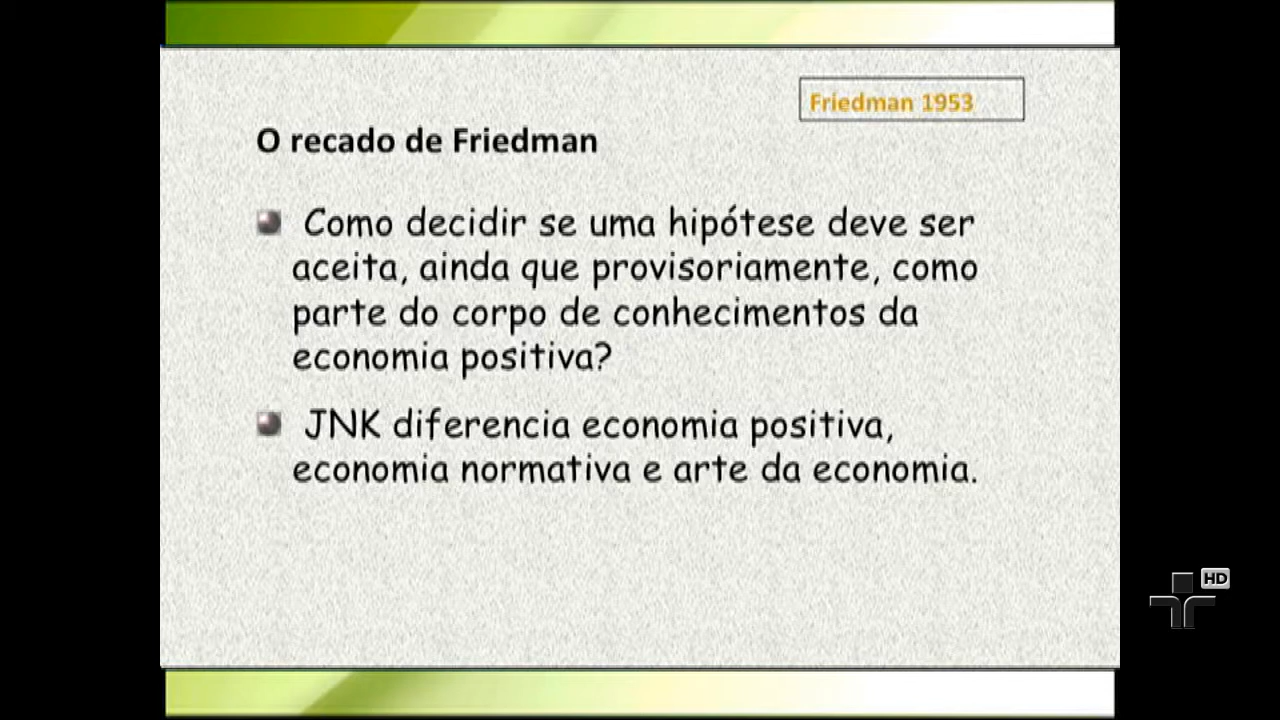 Friedman 1953
O recado de Friedman
Como decidir se uma hipótese deve ser
aceita, ainda que provisoriamente, como
parte do corpo de conhecimentos da
economia positiva?
JNK diferencia economia positiva,
economia normativa e arte da economia.
HD